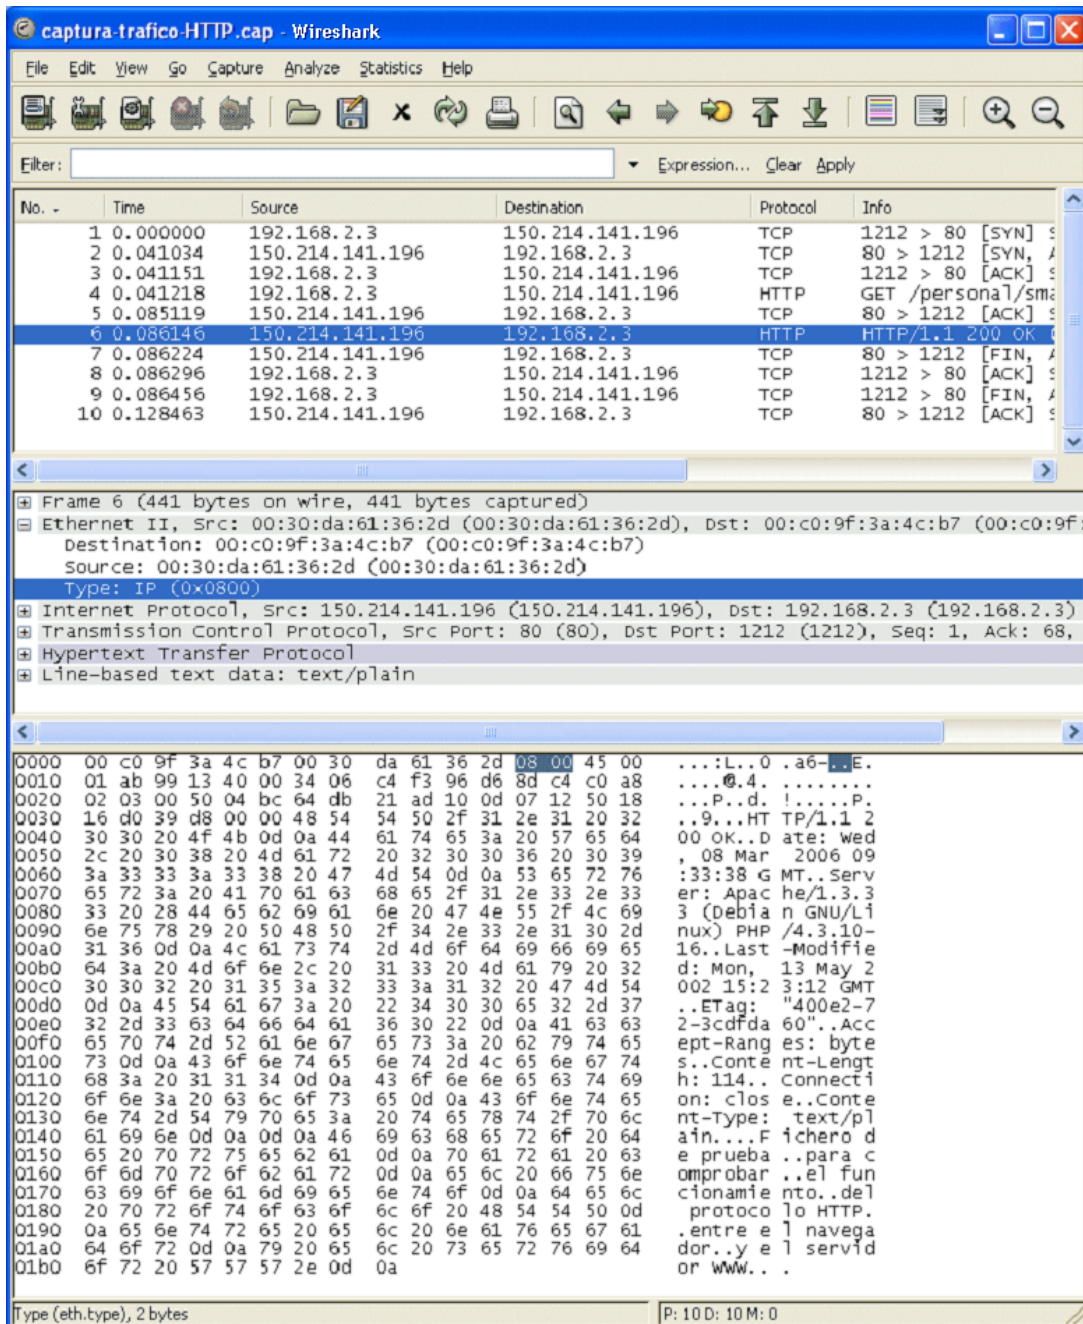 captura-trafico-HTTP.cap - Wireshark
File Edit View Go Capture Analyze Statistics Help
Filter: Expression... Clear Apply
No. - Time Source Destination Protocol Info
1 0.000000 192.168.2.3 150.214.141.196 TCP 1212 > 80 [SYN] S
2 0.041034 150.214.141.196 192.168.2.3 TCP 80 > 1212 [SYN, A
3 0.041151 192.168.2.3 150.214.141.196 TCP 1212 > 80 [ACK] S
4 0.041218 192.168.2.3 150.214.141.196 HTTP GET /personal/sma
5 0.085119 150.214.141.196 192.168.2.3 TCP 80 > 1212 [ACK] S
6 0.086146 150.214.141.196 192.168.2.3 HTTP HTTP/1.1 200 OK
7 0.086224 150.214.141.196 192.168.2.3 TCP 80 > 1212 [FIN, A
8 0.086296 192.168.2.3 150.214.141.196 TCP 1212 > 80 [ACK] S
9 0.086456 192.168.2.3 150.214.141.196 TCP 1212 > 80 [FIN, A
10 0.128463 150.214.141.196 192.168.2.3 TCP 80 > 1212 [ACK] S
Frame 6 (441 bytes on wire, 441 bytes captured)
Ethernet II, Src: 00:30:da:61:36:2d (00:30:da:61:36:2d), Dst: 00:c0:9f:3a:4c:b7 (00:c0:9f:
Destination: 00:c0:9f:3a:4c:b7 (00:c0:9f:3a:4c:b7)
Source: 00:30:da:61:36:2d (00:30:da:61:36:2d)
Type: IP (0x0800)
Internet Protocol, Src: 150.214.141.196 (150.214.141.196), Dst: 192.168.2.3 (192.168.2.3)
Transmission Control Protocol, Src Port: 80 (80), Dst Port: 1212 (1212), Seq: 1, Ack: 68,
Hypertext Transfer Protocol
Line-based text data: text/plain
0000 00 c0 9f 3a 4c b7 00 30 da 61 36 2d 08 00 45 00 ...:L..0 .a6-..E.
0010 01 ab 99 13 40 00 34 06 c4 f3 96 d6 8d c4 c0 a8 ....@.4. ........
0020 02 03 00 50 04 bc 64 db 21 ad 10 0d 07 12 50 18 ...P..d. !.....P.
0030 16 d0 39 d8 00 00 48 54 54 50 2f 31 2e 31 20 32 ..9...HT TP/1.1 2
0040 30 30 20 4f 4b 0d 0a 44 61 74 65 3a 20 57 65 64 00 OK..D ate: Wed
0050 2c 20 30 38 20 4d 61 72 20 32 30 30 36 20 30 39 , 08 Mar 2006 09
0060 3a 33 33 3a 33 38 20 47 4d 54 0d 0a 53 65 72 76 :33:38 G MT..Serv
0070 65 72 3a 20 41 70 61 63 68 65 2f 31 2e 33 2e 33 er: Apac he/1.3.3
0080 33 20 28 44 65 62 69 61 6e 20 47 4e 55 2f 4c 69 3 (Debia n GNU/Li
0090 6e 75 78 29 20 50 48 50 2f 34 2e 33 2e 31 30 2d nux) PHP /4.3.10-
00a0 31 36 0d 0a 4c 61 73 74 2d 4d 6f 64 69 66 69 65 16..Last -Modifie
00b0 64 3a 20 4d 6f 6e 2c 20 31 33 20 4d 61 79 20 32 d: Mon, 13 May 2
00c0 30 30 32 20 31 35 3a 32 33 3a 31 32 20 47 4d 54 002 15:2 3:12 GMT
00d0 0d 0a 45 54 61 67 3a 20 22 34 30 30 65 32 2d 37 ..ETag: "400e2-7
00e0 32 2d 33 63 64 66 64 61 36 30 22 0d 0a 41 63 63 2-3cdfda 60"..Acc
00f0 65 70 74 2d 52 61 6e 67 65 73 3a 20 62 79 74 65 ept-Rang es: byte
0100 73 0d 0a 43 6f 6e 74 65 6e 74 2d 4c 65 6e 67 74 s..Conte nt-Lengt
0110 68 3a 20 31 31 34 0d 0a 43 6f 6e 6e 65 63 74 69 h: 114.. Connecti
0120 6f 6e 3a 20 63 6c 6f 73 65 0d 0a 43 6f 6e 74 65 on: clos e..Conte
0130 6e 74 2d 54 79 70 65 3a 20 74 65 78 74 2f 70 6c nt-Type: text/pl
0140 61 69 6e 0d 0a 0d 0a 46 69 63 68 65 72 6f 20 64 ain....F ichero d
0150 65 20 70 72 75 65 62 61 0d 0a 70 61 72 61 20 63 e prueba ..para c
0160 6f 6d 70 72 6f 62 61 72 0d 0a 65 6c 20 66 75 6e omprobar ..el fun
0170 63 69 6f 6e 61 6d 69 65 6e 74 6f 0d 0a 64 65 6c cionamie nto..del
0180 20 70 72 6f 74 6f 63 6f 6c 6f 20 48 54 54 50 0d protoco lo HTTP.
0190 0a 65 6e 74 72 65 20 65 6c 20 6e 61 76 65 67 61 .entre e l navega
01a0 64 6f 72 0d 0a 79 20 65 6c 20 73 65 72 76 69 64 dor..y e l servid
01b0 6f 72 20 57 57 57 2e 0d 0a or WWW.. .
Type (eth.type), 2 bytes P: 10 D: 10 M: 0